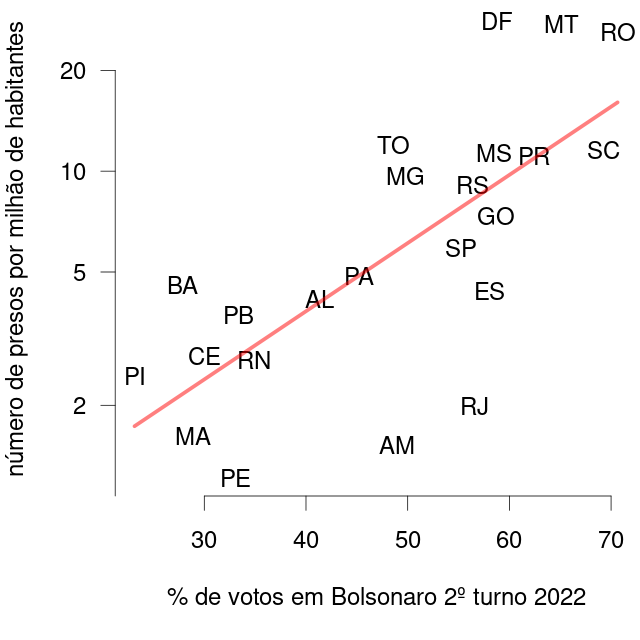 número de presos por milhão de habitantes
20
10
5
2
DF
MT
RO
TO
MS
PR
SC
MG
RS
GO
SP
BA
PA
ES
AL
PB
CE
RN
PI
RJ
MA
AM
PE
30 40 50 60 70
% de votos em Bolsonaro 2º turno 2022